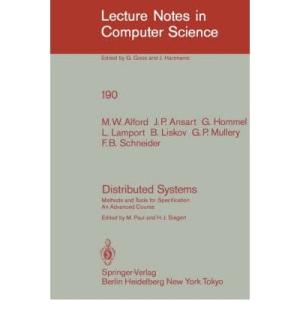 Lecture Notes in
Computer Science
Edited by G. Goos and J. Hartmanis
190
M.W. Alford J.P. Ansart G. Hommel
L. Lamport B. Liskov G.P. Mullery
F.B. Schneider
Distributed Systems
Methods and Tools for Specification
An Advanced Course
Edited by M. Paul and H.J. Siegert
Springer-Verlag
Berlin Heidelberg New York Tokyo